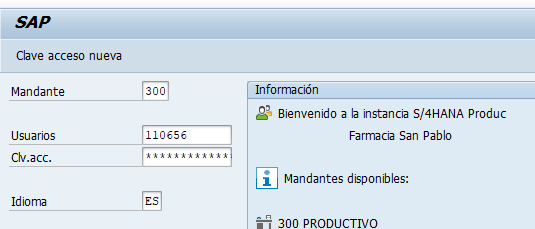 SAP
Clave acceso nueva
Mandante 300
Información
Bienvenido a la instancia S/4HANA Produc
Usuarios 110656
Farmacia San Pablo
Clv.acc. *************
Mandantes disponibles:
Idioma ES
300 PRODUCTIVO